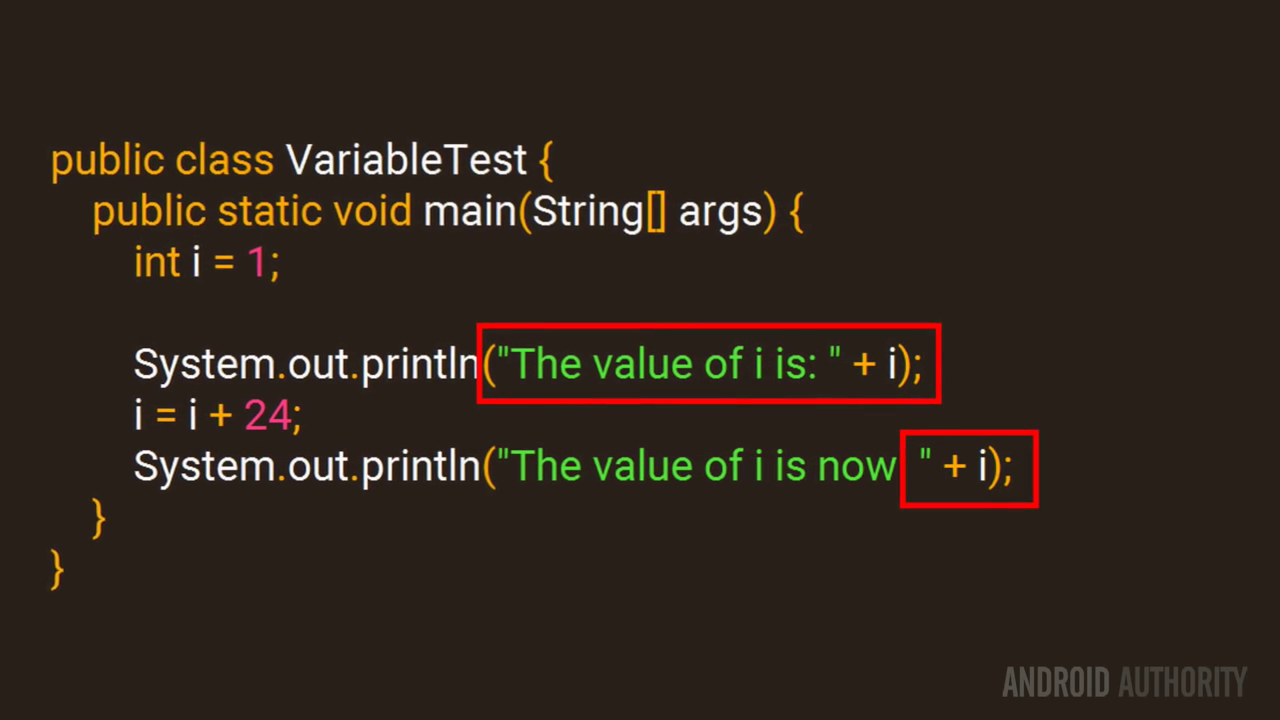 public class VariableTest {
public static void main(String[] args) {
int i = 1;
System.out.println("The value of i is: " + i);
i = i + 24;
System.out.println("The value of i is now " + i);
}
}
ANDROID AUTHORITY